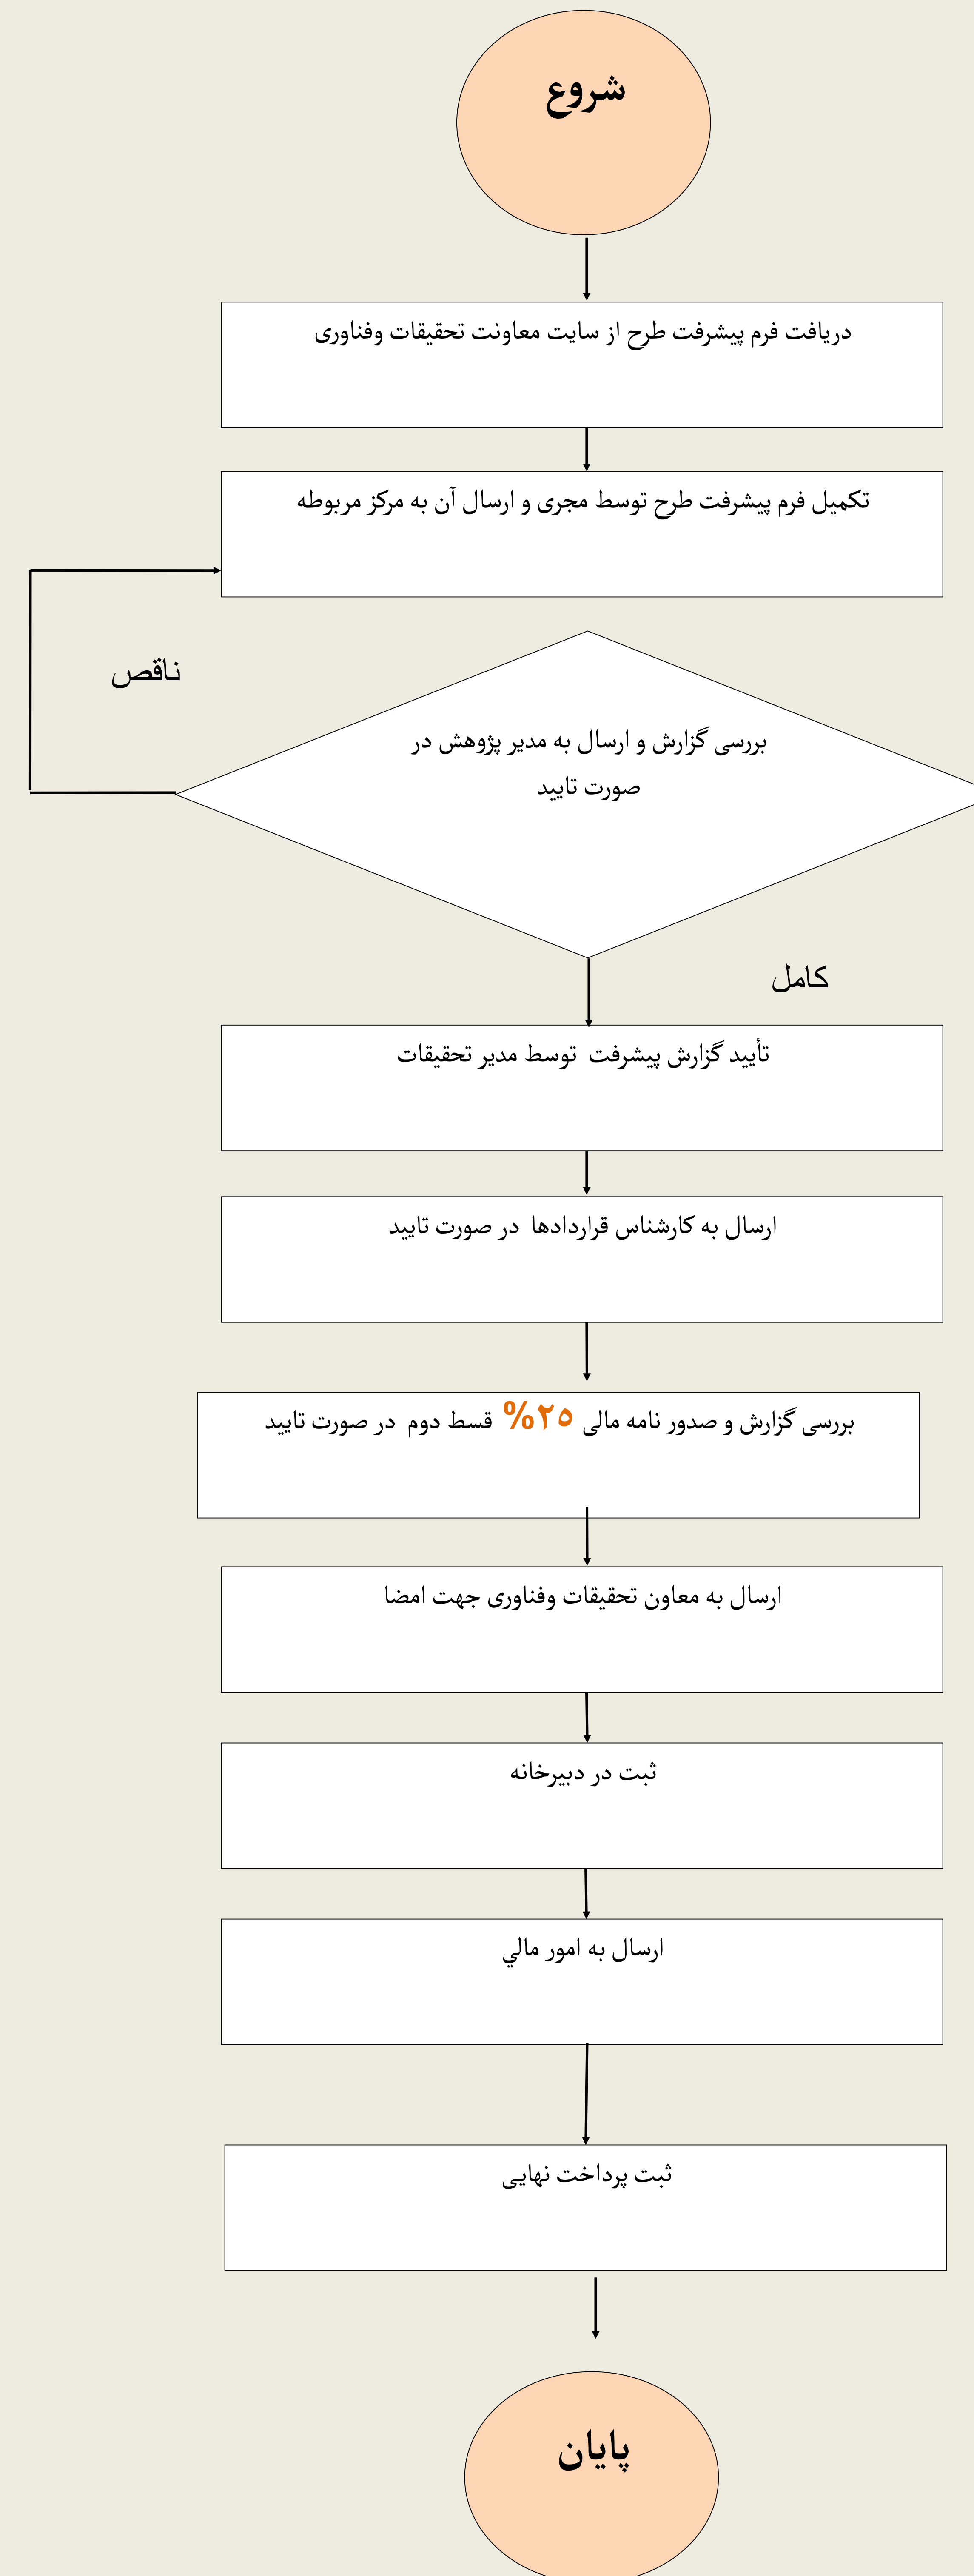 شروع
دریافت فرم پیشرفت طرح از سایت معاونت تحقیقات وفناوری
تکمیل فرم پیشرفت طرح توسط مجری و ارسال آن به مرکز مربوطه
ناقص
بررسی گزارش و ارسال به مدیر پژوهش در
صورت تایید
کامل
تأیید گزارش پیشرفت توسط مدیر تحقیقات
ارسال به کارشناس قراردادها در صورت تایید
بررسی گزارش و صدور نامه مالی ۲۵% قسط دوم در صورت تایید
ارسال به معاون تحقیقات وفناوری جهت امضا
ثبت در دبیرخانه
ارسال به امور مالي
ثبت پرداخت نهایی
پایان